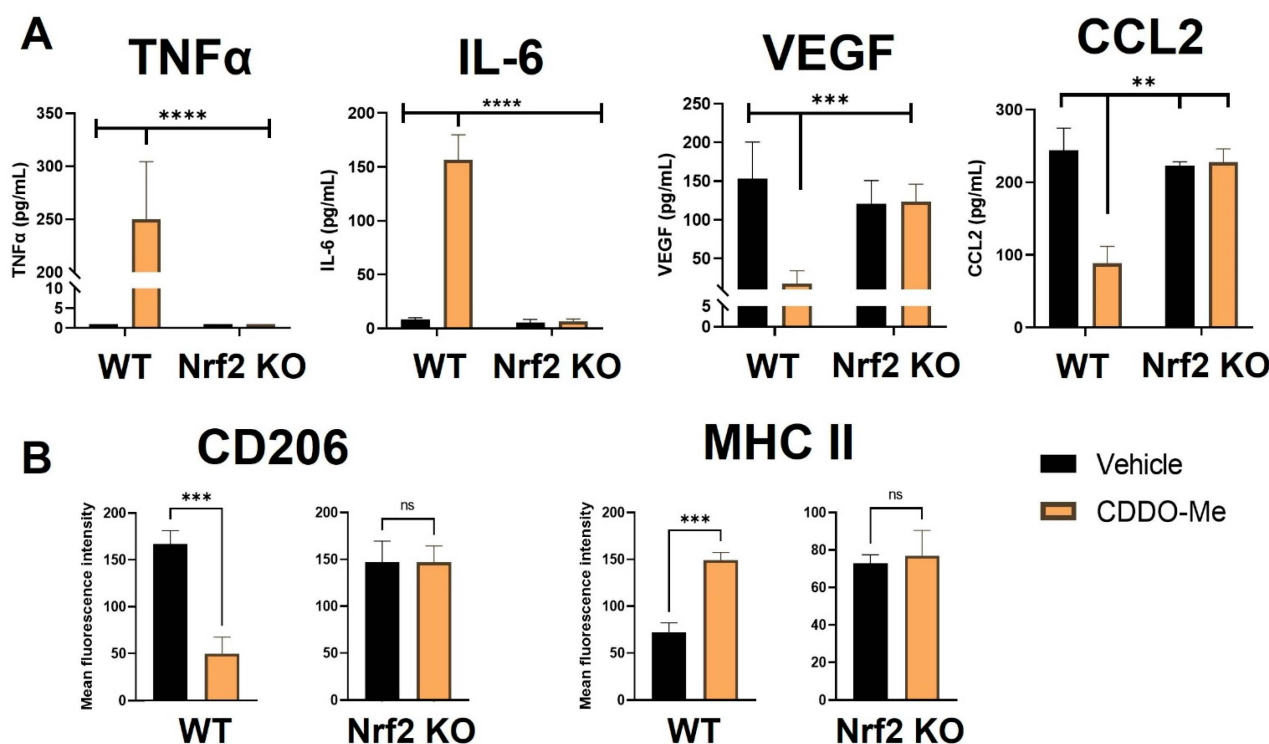 A
TNFα
IL-6
VEGF
CCL2
TNFα (pg/mL)
350
300
250
200
10
5
0
****
WT
Nrf2 KO
IL-6 (pg/mL)
200
150
100
50
0
****
WT
Nrf2 KO
VEGF (pg/mL)
250
200
150
100
50
5
0
***
WT
Nrf2 KO
CCL2 (pg/mL)
300
200
100
0
**
WT
Nrf2 KO
B
CD206
MHC II
Mean fluorescence intensity
200
150
100
50
0
***
WT
200
150
100
50
0
ns
Nrf2 KO
Mean fluorescence intensity
200
150
100
50
0
***
WT
100
80
60
40
20
0
ns
Nrf2 KO
Vehicle
CDDO-Me